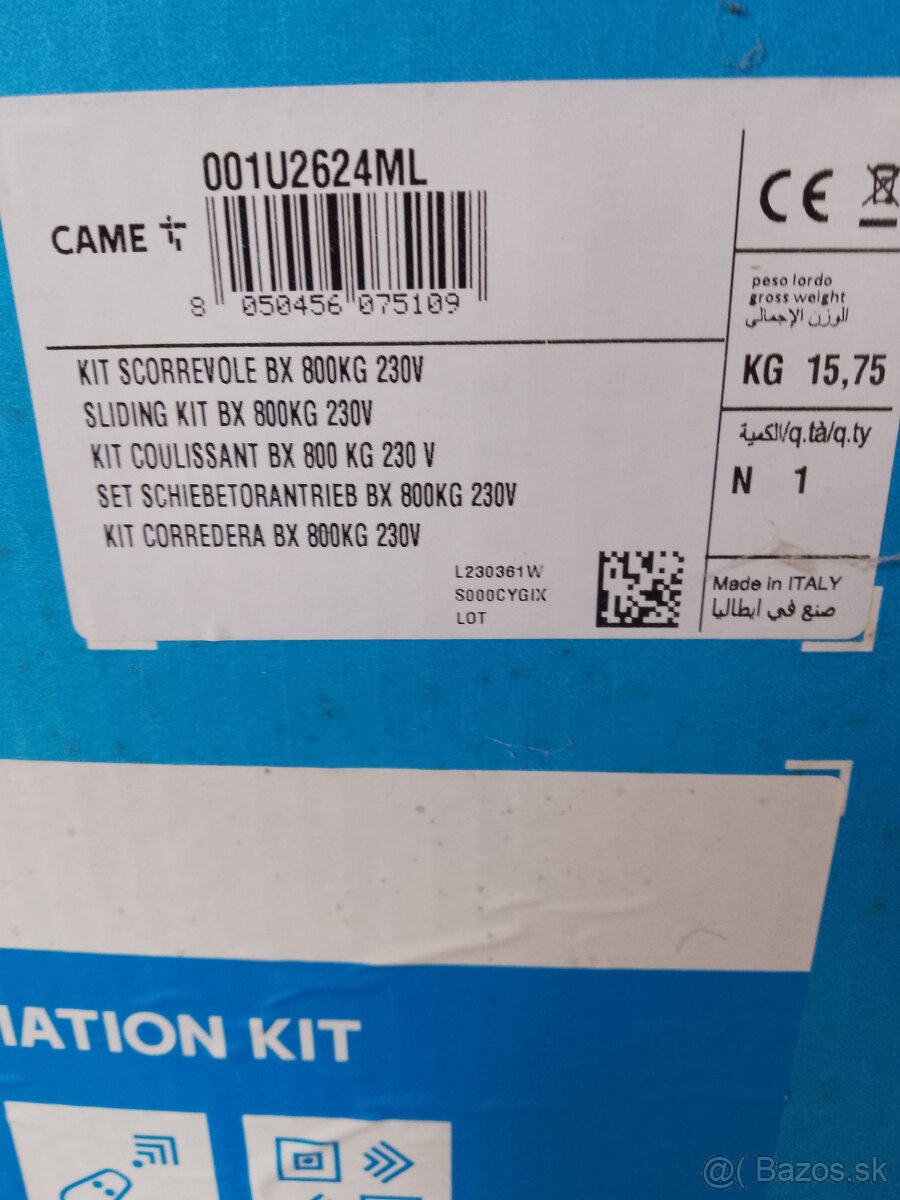 001U2624ML
CAME
8 050456 075109
KIT SCORREVOLE BX 800KG 230V
SLIDING KIT BX 800KG 230V
KIT COULISSANT BX 800 KG 230 V
SET SCHIEBETORANTRIEB BX 800KG 230V
KIT CORREDERA BX 800KG 230V
L230361W
S000CYGIX
LOT
CE
peso lordo
gross weight
الوزن الإجمالي
KG 15,75
الكمية/q.tà/q.ty
N 1
Made in ITALY
صنع في ايطاليا
MATION KIT
@( Bazos.sk